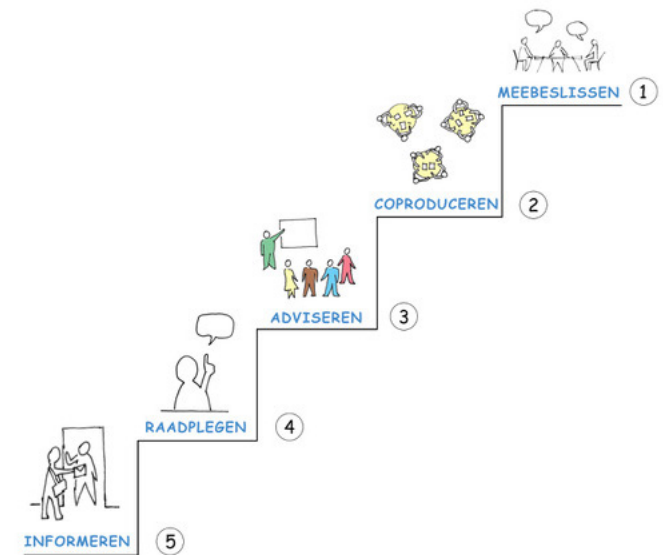 MEEBESLISSEN 1
COPRODUCEREN 2
ADVISEREN 3
RAADPLEGEN 4
INFORMEREN 5